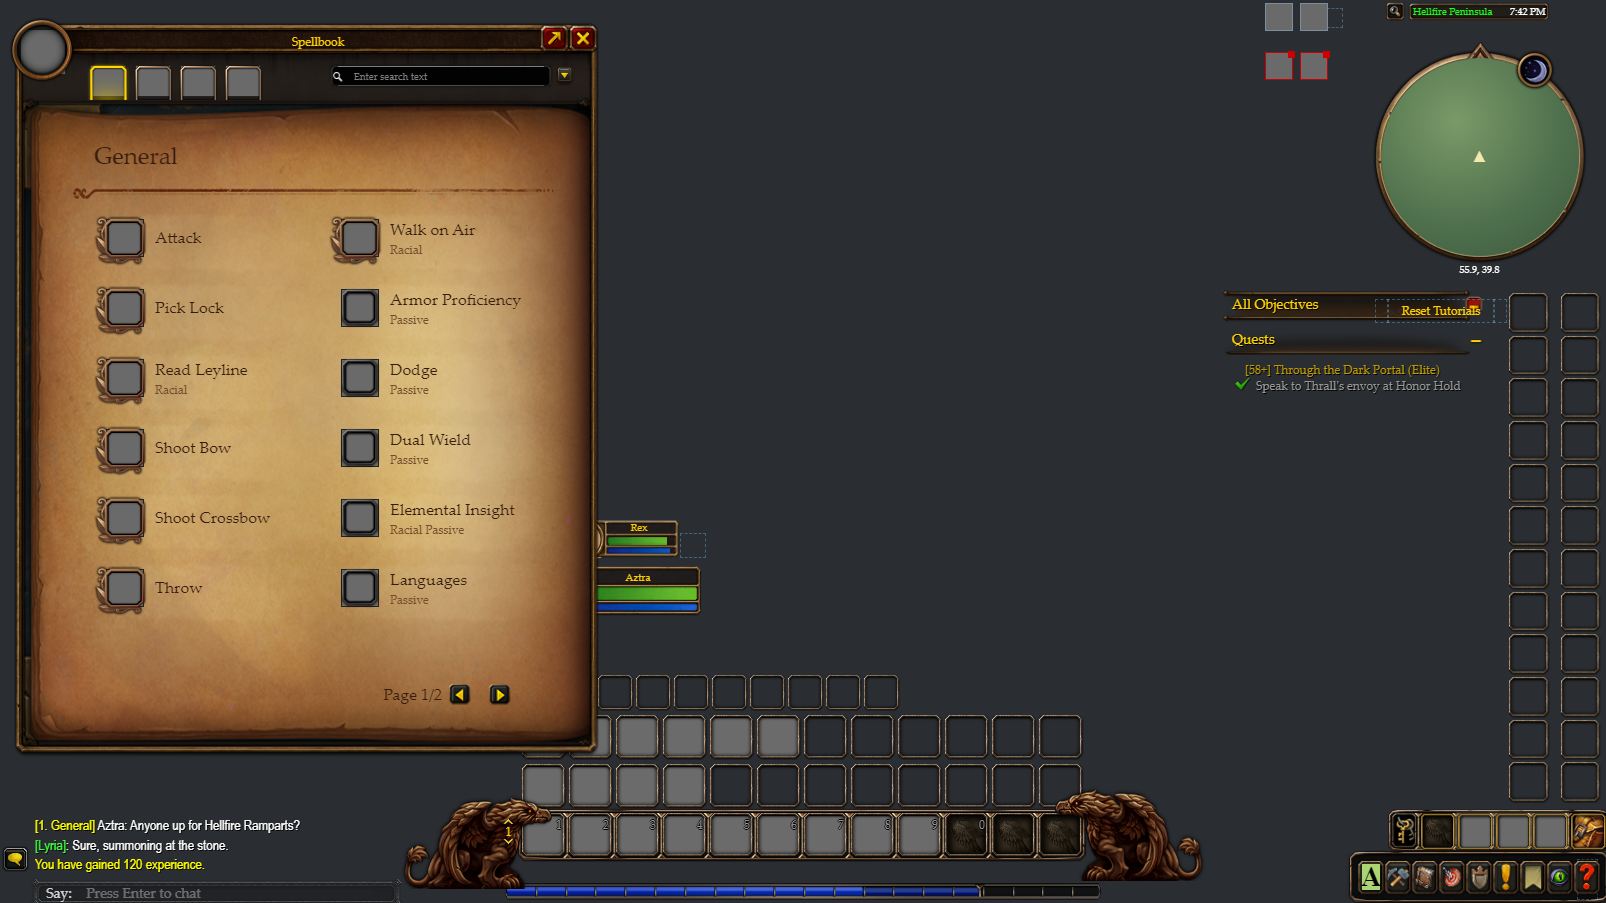 Spellbook
Enter search text
General
Attack
Walk on Air
Racial
Pick Lock
Armor Proficiency
Passive
Read Leyline
Racial
Dodge
Passive
Shoot Bow
Dual Wield
Passive
Shoot Crossbow
Elemental Insight
Racial Passive
Throw
Languages
Passive
Page 1/2
Hellfire Peninsula
7:42 PM
55.9, 39.8
All Objectives
Reset Tutorials
Quests
[58+] Through the Dark Portal (Elite)
Speak to Thrall's envoy at Honor Hold
Rex
Aztra
1
1 2 3 4 5 6 7 8 9 0
[1. General] Aztra: Anyone up for Hellfire Ramparts?
[Lyria]: Sure, summoning at the stone.
You have gained 120 experience.
Say: Press Enter to chat
A